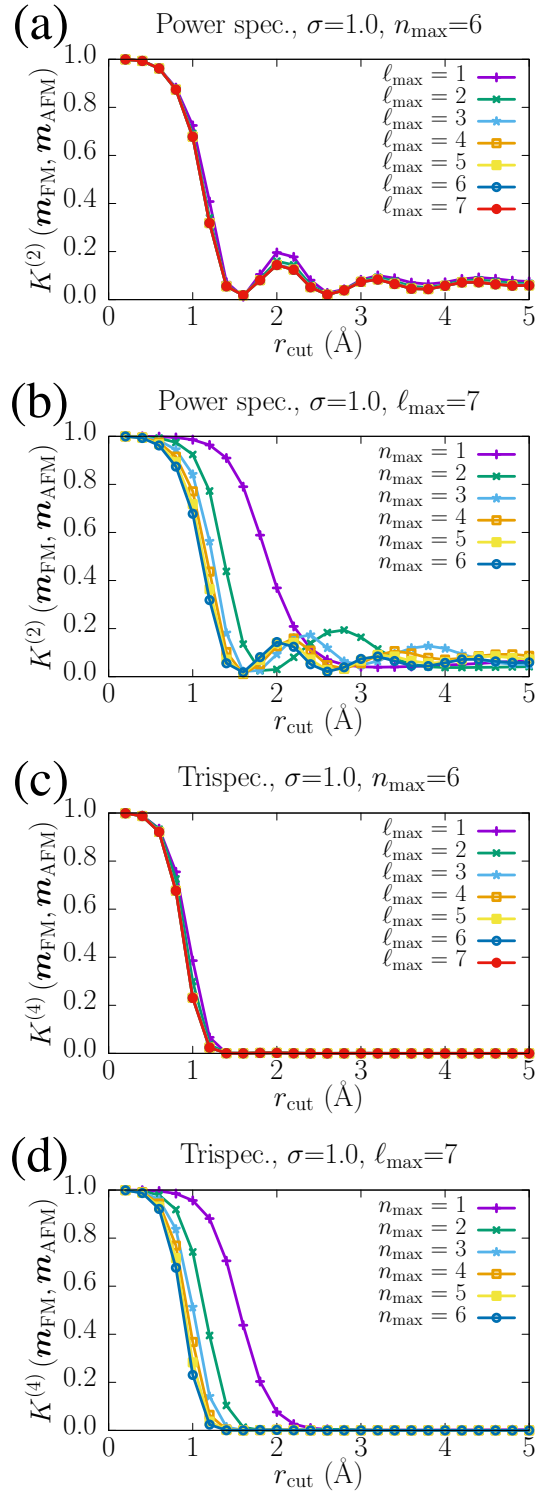 (a) Power spec., σ=1.0, n_max=6
K^(2) (m_FM, m_AFM)
1.0
0.8
0.6
0.4
0.2
0.0
ℓ_max = 1
ℓ_max = 2
ℓ_max = 3
ℓ_max = 4
ℓ_max = 5
ℓ_max = 6
ℓ_max = 7
0 1 2 3 4 5
r_cut (Å)
(b) Power spec., σ=1.0, ℓ_max=7
K^(2) (m_FM, m_AFM)
1.0
0.8
0.6
0.4
0.2
0.0
n_max = 1
n_max = 2
n_max = 3
n_max = 4
n_max = 5
n_max = 6
0 1 2 3 4 5
r_cut (Å)
(c) Trispec., σ=1.0, n_max=6
K^(4) (m_FM, m_AFM)
1.0
0.8
0.6
0.4
0.2
0.0
ℓ_max = 1
ℓ_max = 2
ℓ_max = 3
ℓ_max = 4
ℓ_max = 5
ℓ_max = 6
ℓ_max = 7
0 1 2 3 4 5
r_cut (Å)
(d) Trispec., σ=1.0, ℓ_max=7
K^(4) (m_FM, m_AFM)
1.0
0.8
0.6
0.4
0.2
0.0
n_max = 1
n_max = 2
n_max = 3
n_max = 4
n_max = 5
n_max = 6
0 1 2 3 4 5
r_cut (Å)